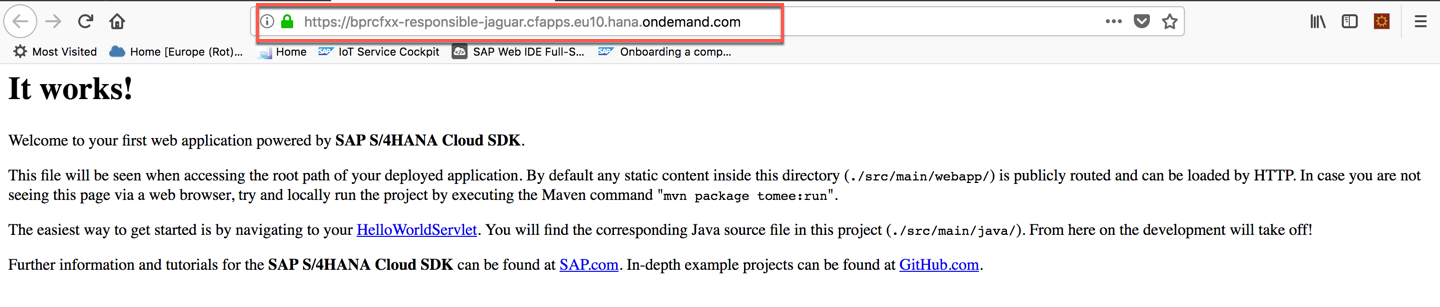 https://bprcfxx-responsible-jaguar.cfapps.eu10.hana.ondemand.com
Most Visited Home [Europe (Rot)... Home SAP IoT Service Cockpit SAP Web IDE Full-S... SAP Onboarding a comp...
It works!
Welcome to your first web application powered by SAP S/4HANA Cloud SDK.
This file will be seen when accessing the root path of your deployed application. By default any static content inside this directory (./src/main/webapp/) is publicly routed and can be loaded by HTTP. In case you are not
seeing this page via a web browser, try and locally run the project by executing the Maven command "mvn package tomee:run".
The easiest way to get started is by navigating to your HelloWorldServlet. You will find the corresponding Java source file in this project (./src/main/java/). From here on the development will take off!
Further information and tutorials for the SAP S/4HANA Cloud SDK can be found at SAP.com. In-depth example projects can be found at GitHub.com.